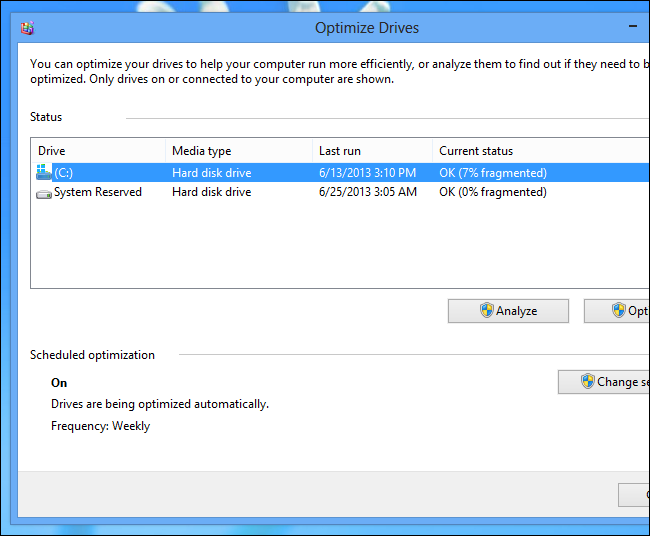 Optimize Drives
You can optimize your drives to help your computer run more efficiently, or analyze them to find out if they need to b
optimized. Only drives on or connected to your computer are shown.
Status
Drive Media type Last run Current status
(C:) Hard disk drive 6/13/2013 3:10 PM OK (7% fragmented)
System Reserved Hard disk drive 6/25/2013 3:05 AM OK (0% fragmented)
Analyze Opt
Scheduled optimization
On
Change se
Drives are being optimized automatically.
Frequency: Weekly